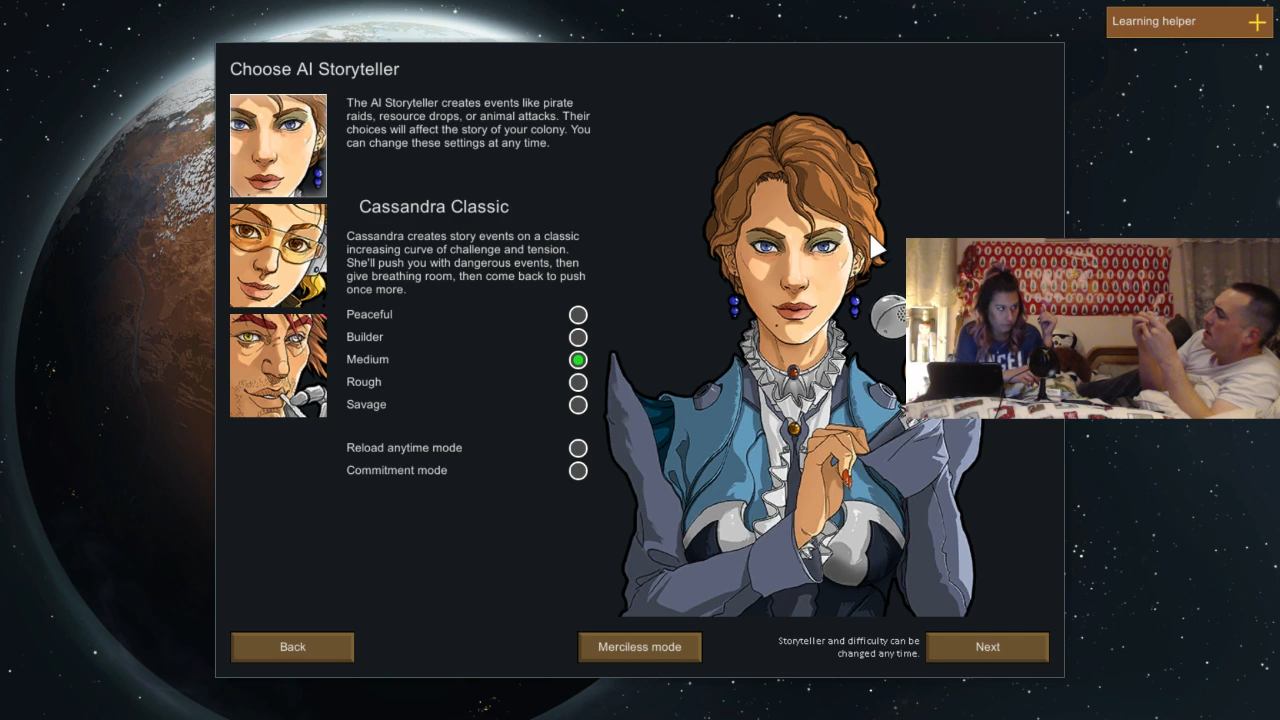 Learning helper
Choose AI Storyteller
The AI Storyteller creates events like pirate
raids, resource drops, or animal attacks. Their
choices will affect the story of your colony. You
can change these settings at any time.
Cassandra Classic
Cassandra creates story events on a classic
increasing curve of challenge and tension.
She'll push you with dangerous events, then
give breathing room, then come back to push
once more.
Peaceful
Builder
Medium
Rough
Savage
Reload anytime mode
Commitment mode
Back
Merciless mode
Storyteller and difficulty can be
changed any time.
Next